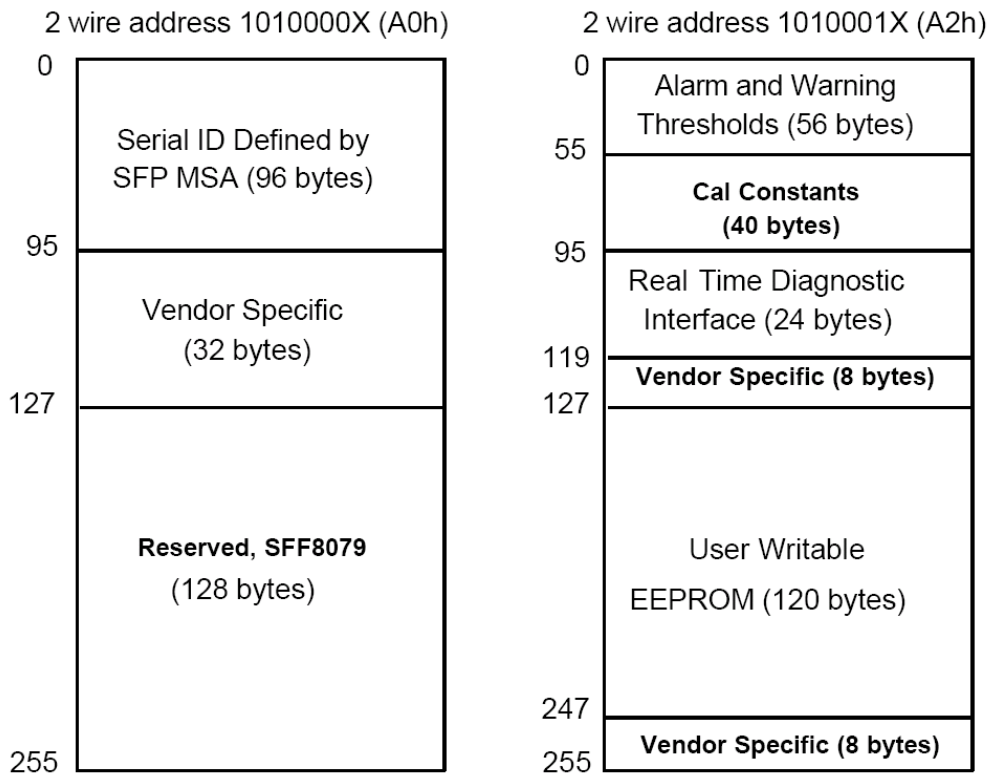 2 wire address 1010000X (A0h)
0
Serial ID Defined by
SFP MSA (96 bytes)
95
Vendor Specific
(32 bytes)
127
Reserved, SFF8079
(128 bytes)
255
2 wire address 1010001X (A2h)
0
Alarm and Warning
Thresholds (56 bytes)
55
Cal Constants
(40 bytes)
95
Real Time Diagnostic
Interface (24 bytes)
119
Vendor Specific (8 bytes)
127
User Writable
EEPROM (120 bytes)
247
Vendor Specific (8 bytes)
255